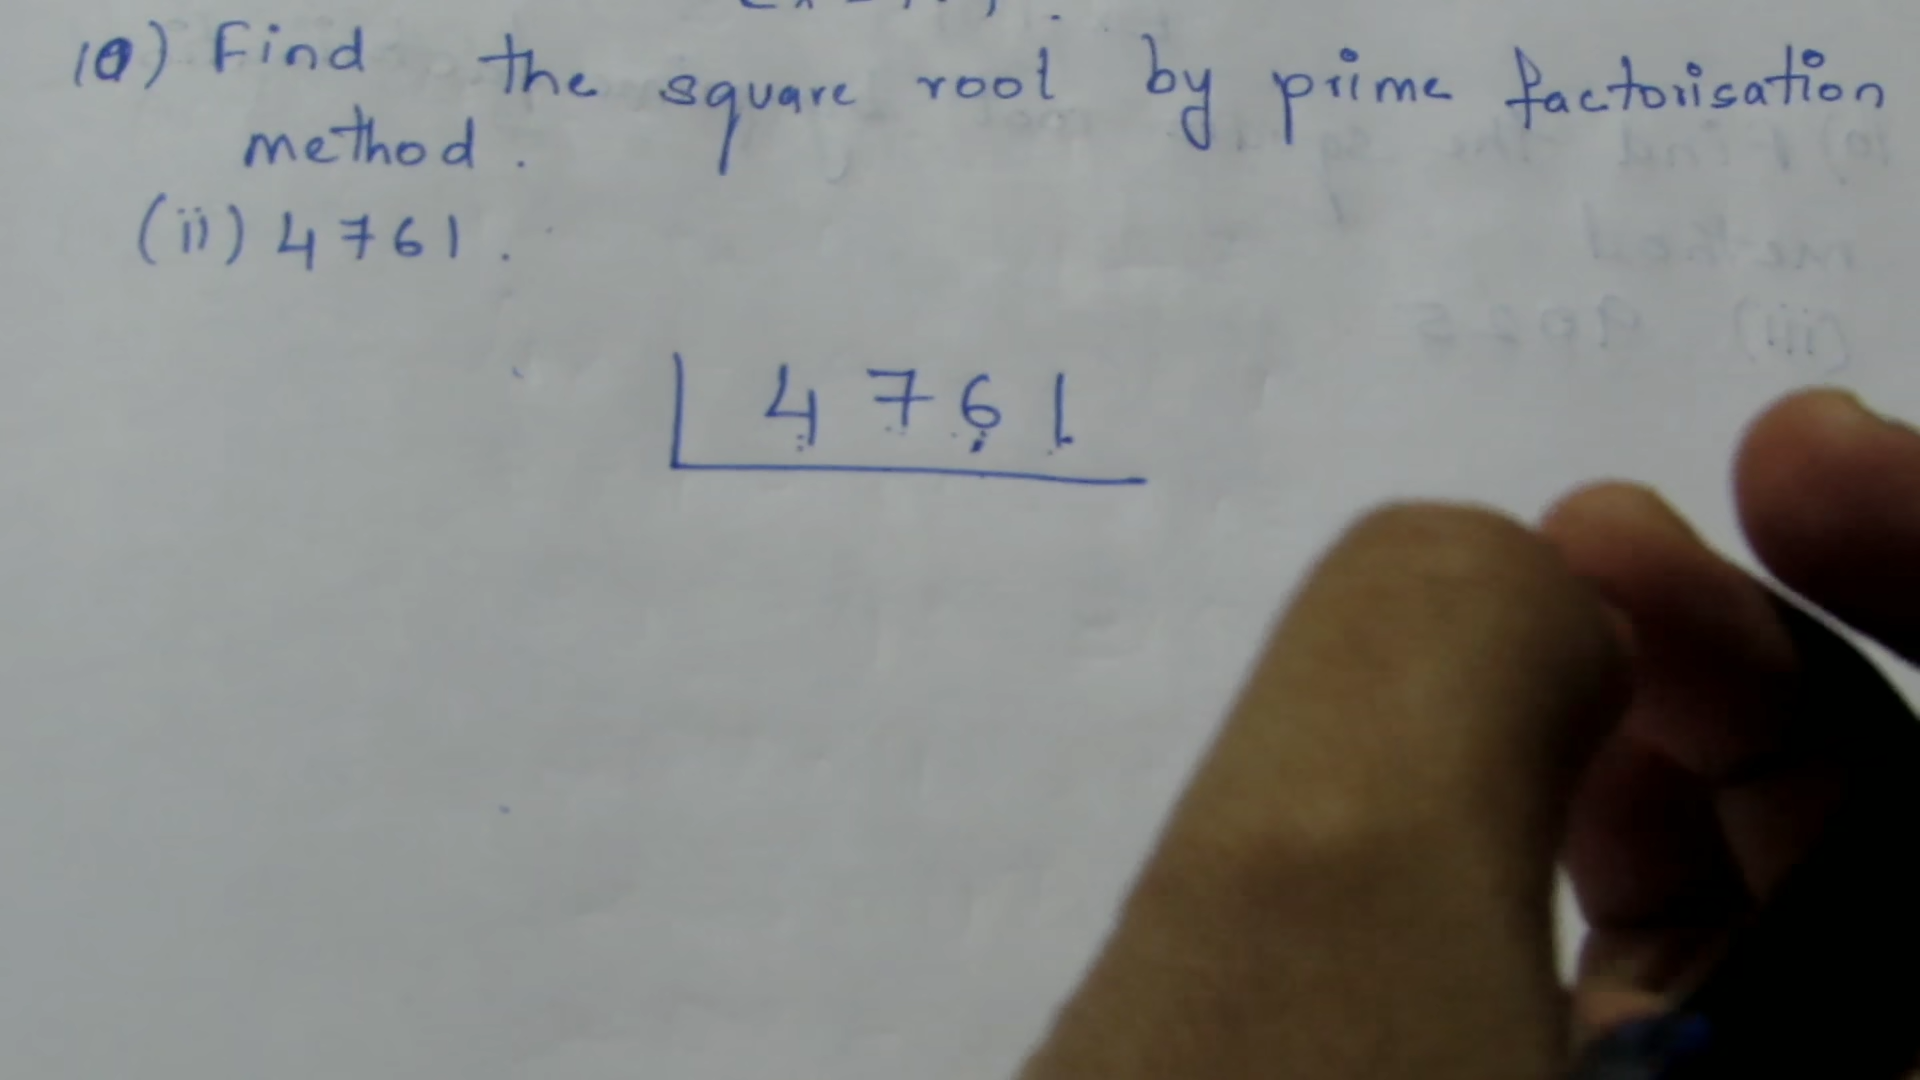 10) Find the square root by prime factorisation
method.
(ii) 4761.
4761